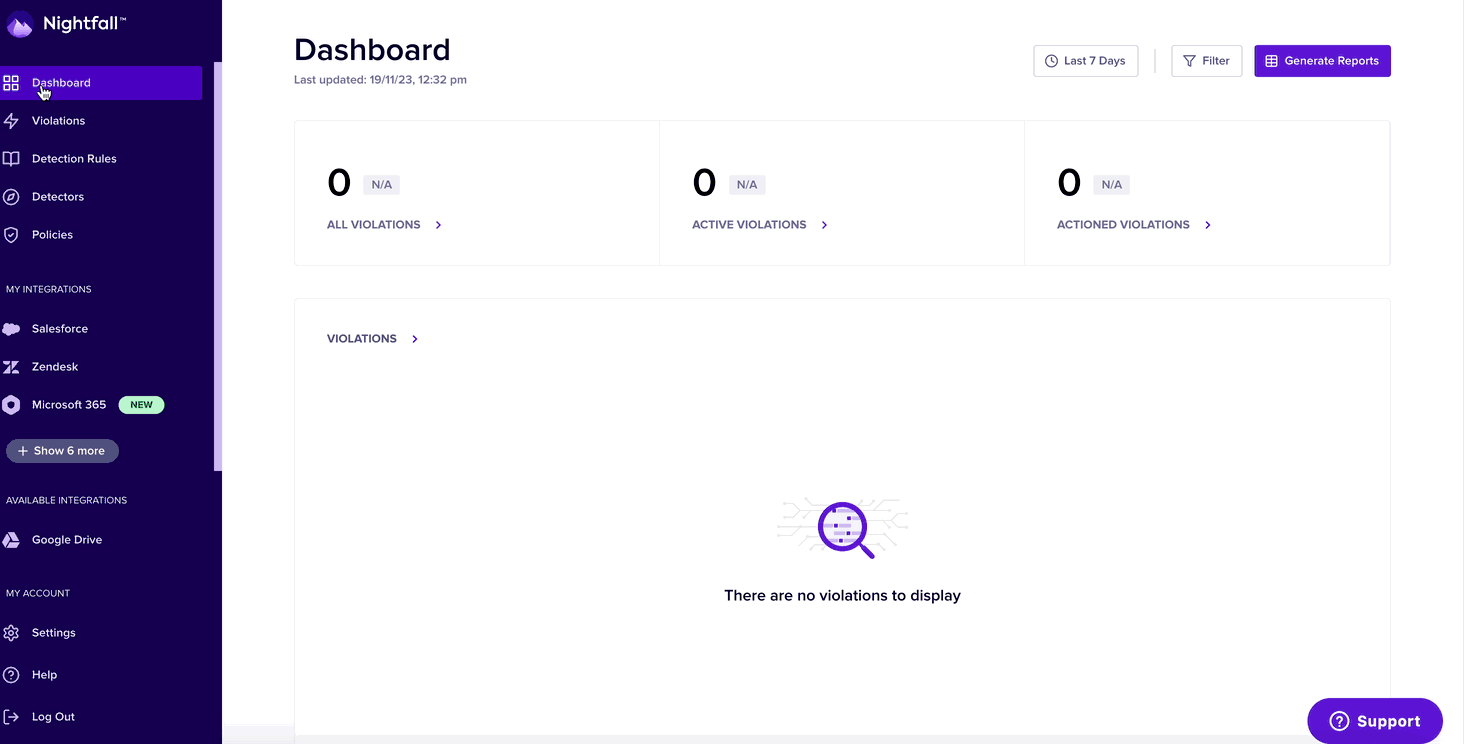 Nightfall™
Dashboard
Violations
Detection Rules
Detectors
Policies
MY INTEGRATIONS
Salesforce
Zendesk
Microsoft 365 NEW
+ Show 6 more
AVAILABLE INTEGRATIONS
Google Drive
MY ACCOUNT
Settings
Help
Log Out
Dashboard
Last updated: 19/11/23, 12:32 pm
Last 7 Days
Filter
Generate Reports
0 N/A
ALL VIOLATIONS
0 N/A
ACTIVE VIOLATIONS
0 N/A
ACTIONED VIOLATIONS
VIOLATIONS
There are no violations to display
Support